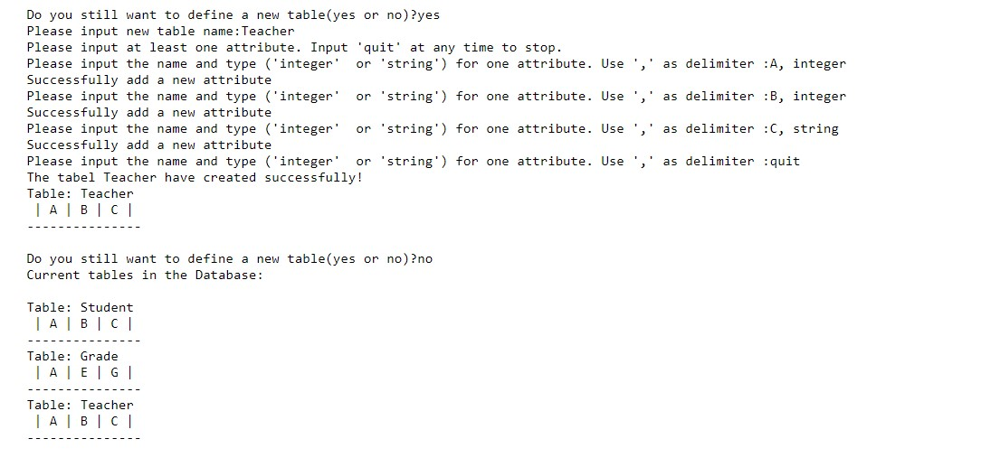 Do you still want to define a new table(yes or no)?yes
Please input new table name:Teacher
Please input at least one attribute. Input 'quit' at any time to stop.
Please input the name and type ('integer'  or 'string') for one attribute. Use ',' as delimiter :A, integer
Successfully add a new attribute
Please input the name and type ('integer'  or 'string') for one attribute. Use ',' as delimiter :B, integer
Successfully add a new attribute
Please input the name and type ('integer'  or 'string') for one attribute. Use ',' as delimiter :C, string
Successfully add a new attribute
Please input the name and type ('integer'  or 'string') for one attribute. Use ',' as delimiter :quit
The tabel Teacher have created successfully!
Table: Teacher
 | A | B | C |
---------------
Do you still want to define a new table(yes or no)?no
Current tables in the Database:
Table: Student
 | A | B | C |
---------------
Table: Grade
 | A | E | G |
---------------
Table: Teacher
 | A | B | C |
---------------